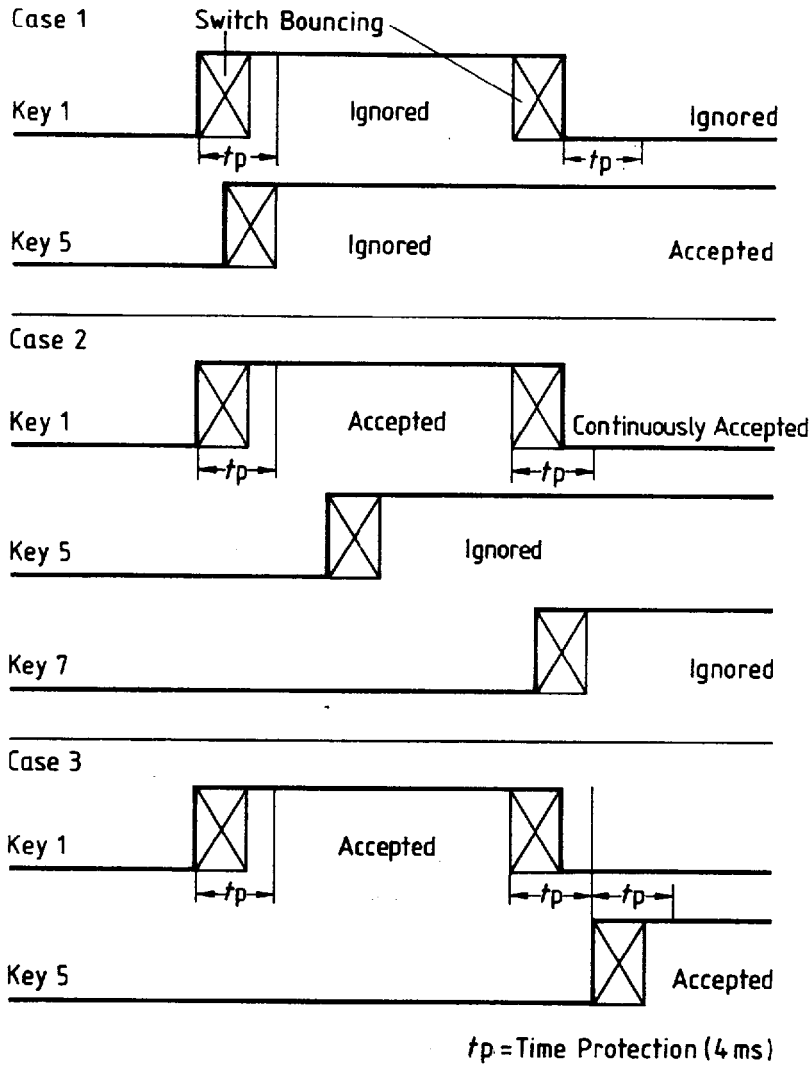 Case 1
Switch Bouncing
Key 1
Ignored
Ignored
tp
tp
Key 5
Ignored
Accepted
Case 2
Key 1
Accepted
Continuously Accepted
tp
tp
Key 5
Ignored
Key 7
Ignored
Case 3
Key 1
Accepted
tp
tp
tp
Key 5
Accepted
tp = Time Protection (4 ms)